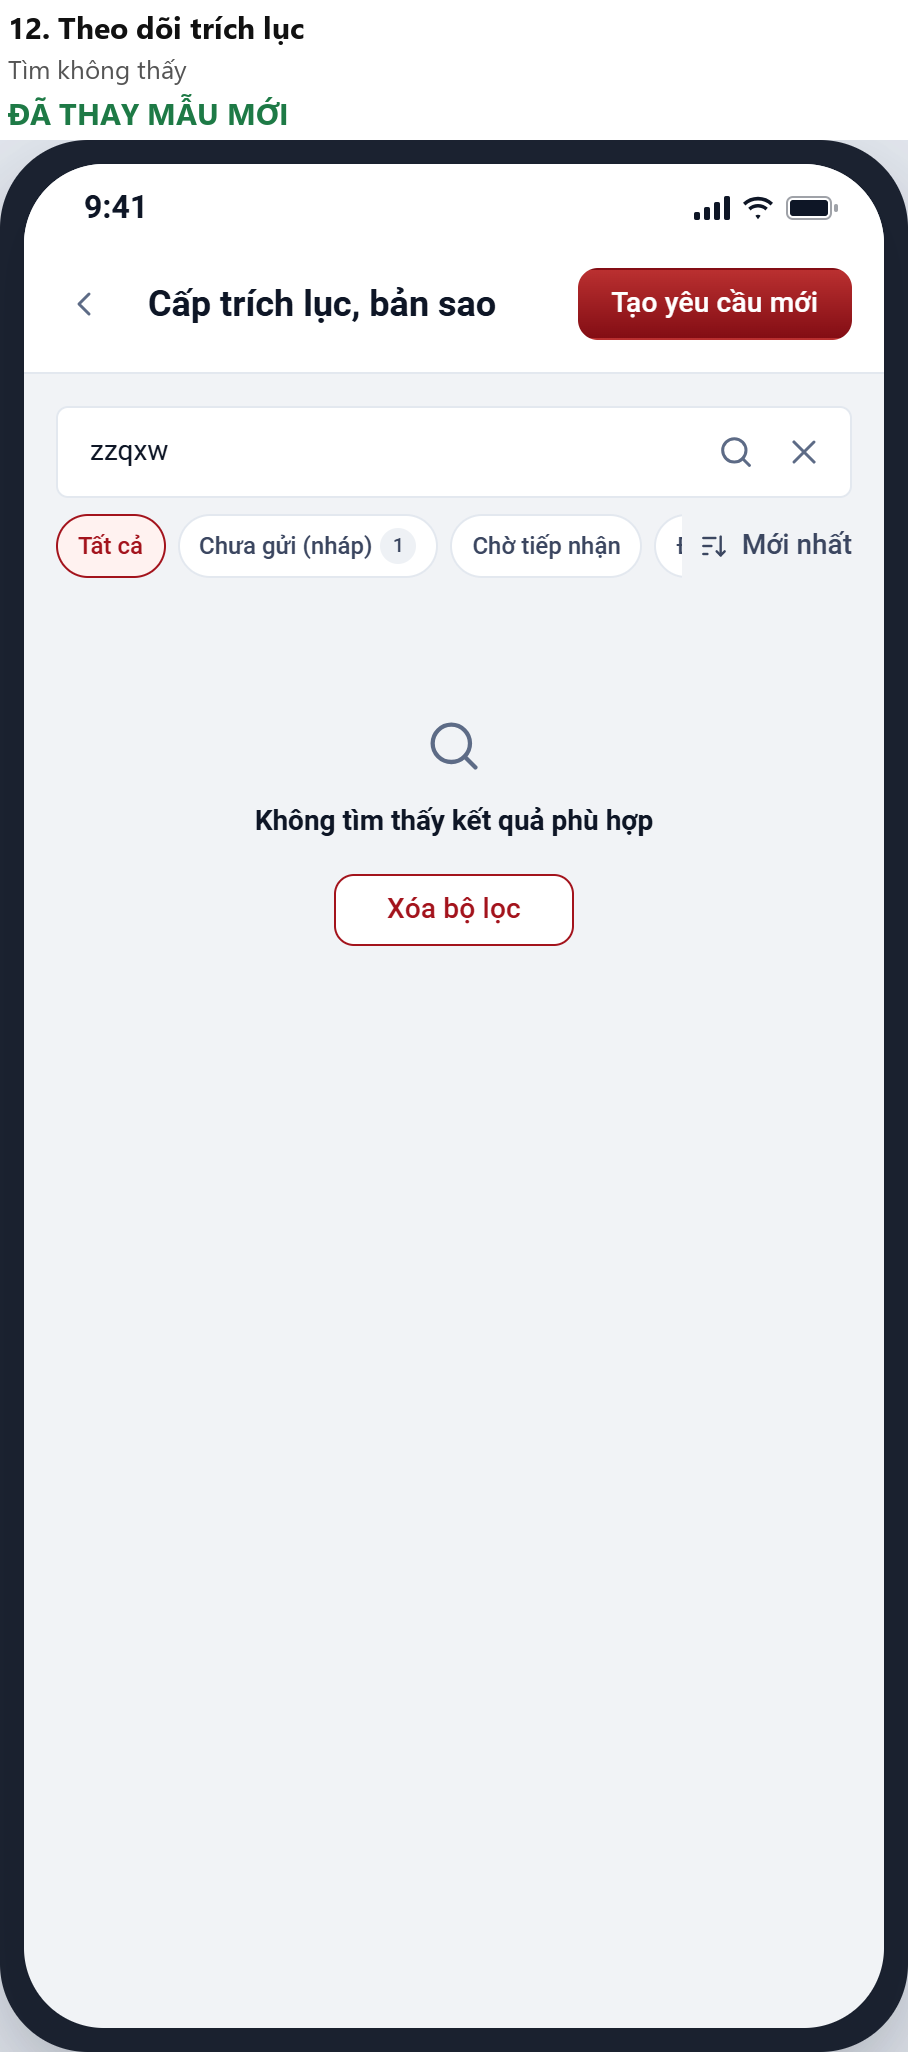 12. Theo dõi trích lục
Tìm không thấy
ĐÃ THAY MẪU MỚI
9:41
Cấp trích lục, bản sao
Tạo yêu cầu mới
zzqxw
Tất cả
Chưa gửi (nháp) 1
Chờ tiếp nhận
Mới nhất
Không tìm thấy kết quả phù hợp
Xóa bộ lọc